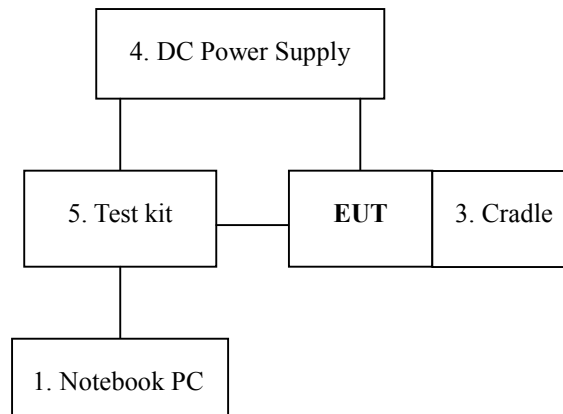 4. DC Power Supply
5. Test kit
EUT
3. Cradle
1. Notebook PC